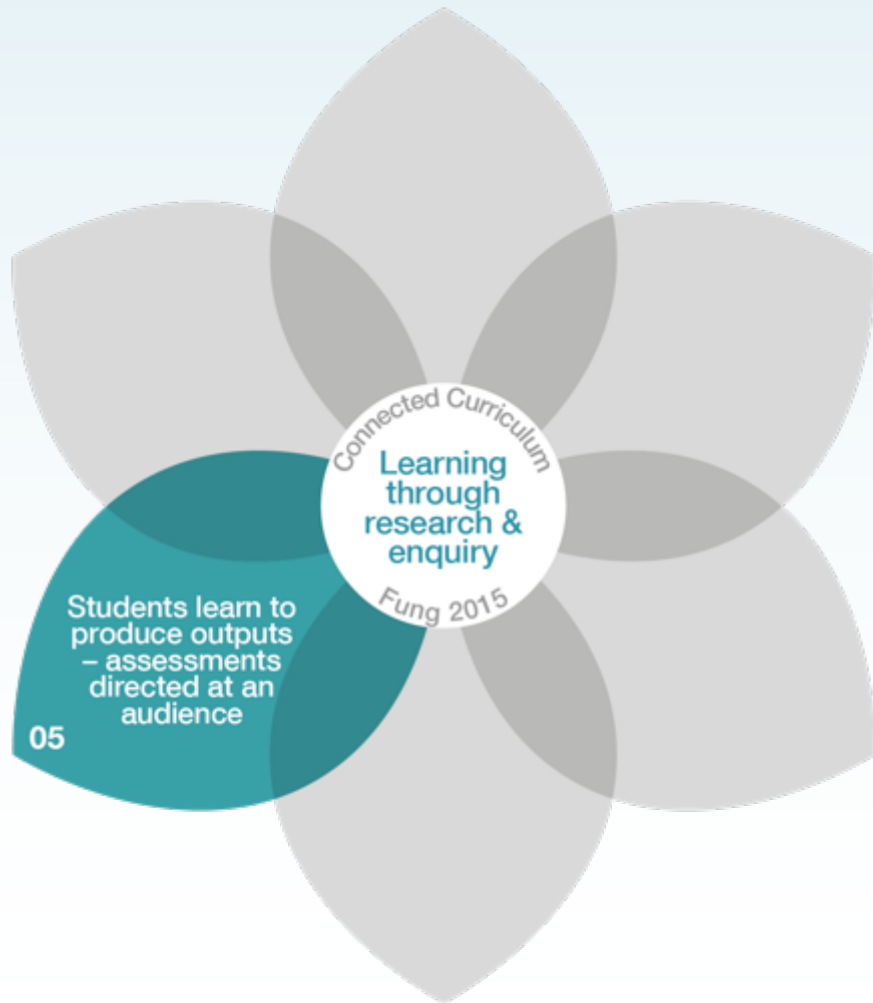 Connected Curriculum
Learning
through
research &
enquiry
Fung 2015
Students learn to
produce outputs
– assessments
directed at an
audience
05